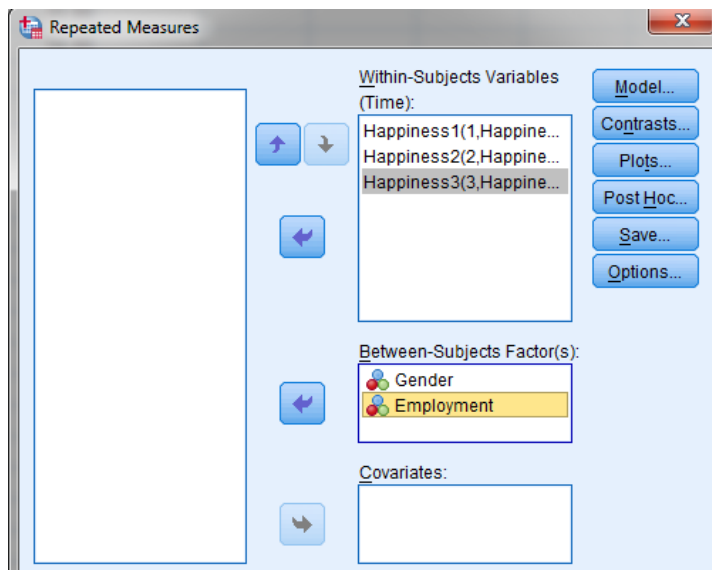 Repeated Measures
Within-Subjects Variables
(Time):
Happiness1(1,Happine...
Happiness2(2,Happine...
Happiness3(3,Happine...
Model...
Contrasts...
Plots...
Post Hoc...
Save...
Options...
Between-Subjects Factor(s):
Gender
Employment
Covariates: